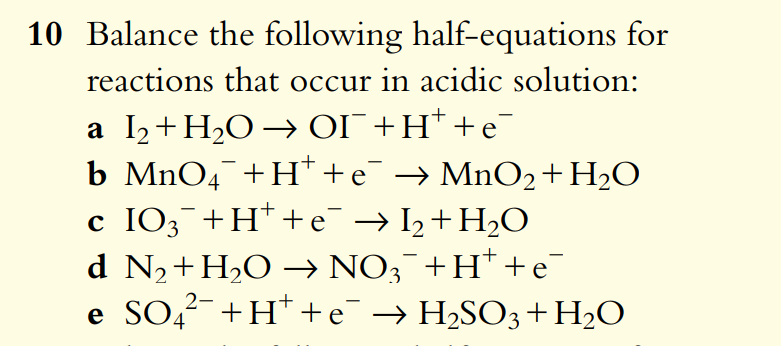 10 Balance the following half-equations for
reactions that occur in acidic solution:
a I₂ + H₂O → OI⁻ + H⁺ + e⁻
b MnO₄⁻ + H⁺ + e⁻ → MnO₂ + H₂O
c IO₃⁻ + H⁺ + e⁻ → I₂ + H₂O
d N₂ + H₂O → NO₃⁻ + H⁺ + e⁻
e SO₄²⁻ + H⁺ + e⁻ → H₂SO₃ + H₂O